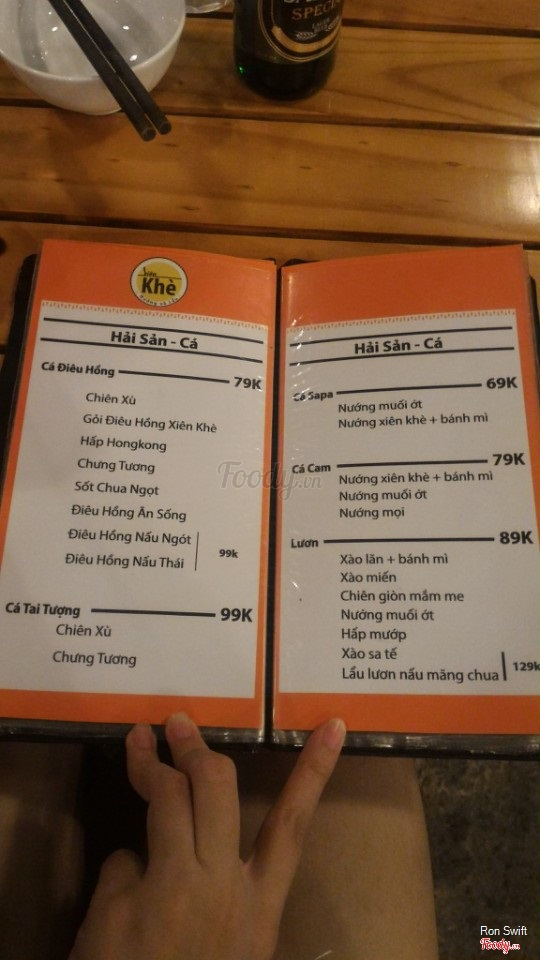 SPECI
Siêu
Khè
Hải Sản - Cá
Cá Điêu Hồng 79K
Chiên Xù
Gỏi Điêu Hồng Xiên Khè
Hấp Hongkong
Chưng Tương
Sốt Chua Ngọt
Điêu Hồng Ăn Sống
Điêu Hồng Nấu Ngót
Điêu Hồng Nấu Thái
99k
Cá Tai Tượng 99K
Chiên Xù
Chưng Tương
Hải Sản - Cá
Cá Sapa 69K
Nướng muối ớt
Nướng xiên khè + bánh mì
Cá Cam 79K
Nướng xiên khè + bánh mì
Nướng muối ớt
Nướng mọi
Lươn 89K
Xào lăn + bánh mì
Xào miến
Chiên giòn mắm me
Nướng muối ớt
Hấp mướp
Xào sa tế
Lẩu lươn nấu măng chua
129k
Foody.vn
Ron Swift
Foody.vn